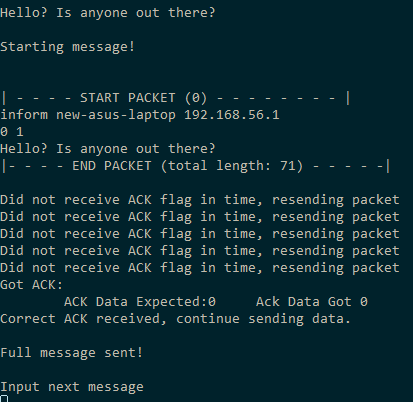 Hello? Is anyone out there?
Starting message!
| - - - - START PACKET (0) - - - - - - - - |
inform new-asus-laptop 192.168.56.1
0 1
Hello? Is anyone out there?
|- - - - END PACKET (total length: 71) - - - - -|
Did not receive ACK flag in time, resending packet
Did not receive ACK flag in time, resending packet
Did not receive ACK flag in time, resending packet
Did not receive ACK flag in time, resending packet
Did not receive ACK flag in time, resending packet
Got ACK:
        ACK Data Expected:0     Ack Data Got 0
Correct ACK received, continue sending data.
Full message sent!
Input next message